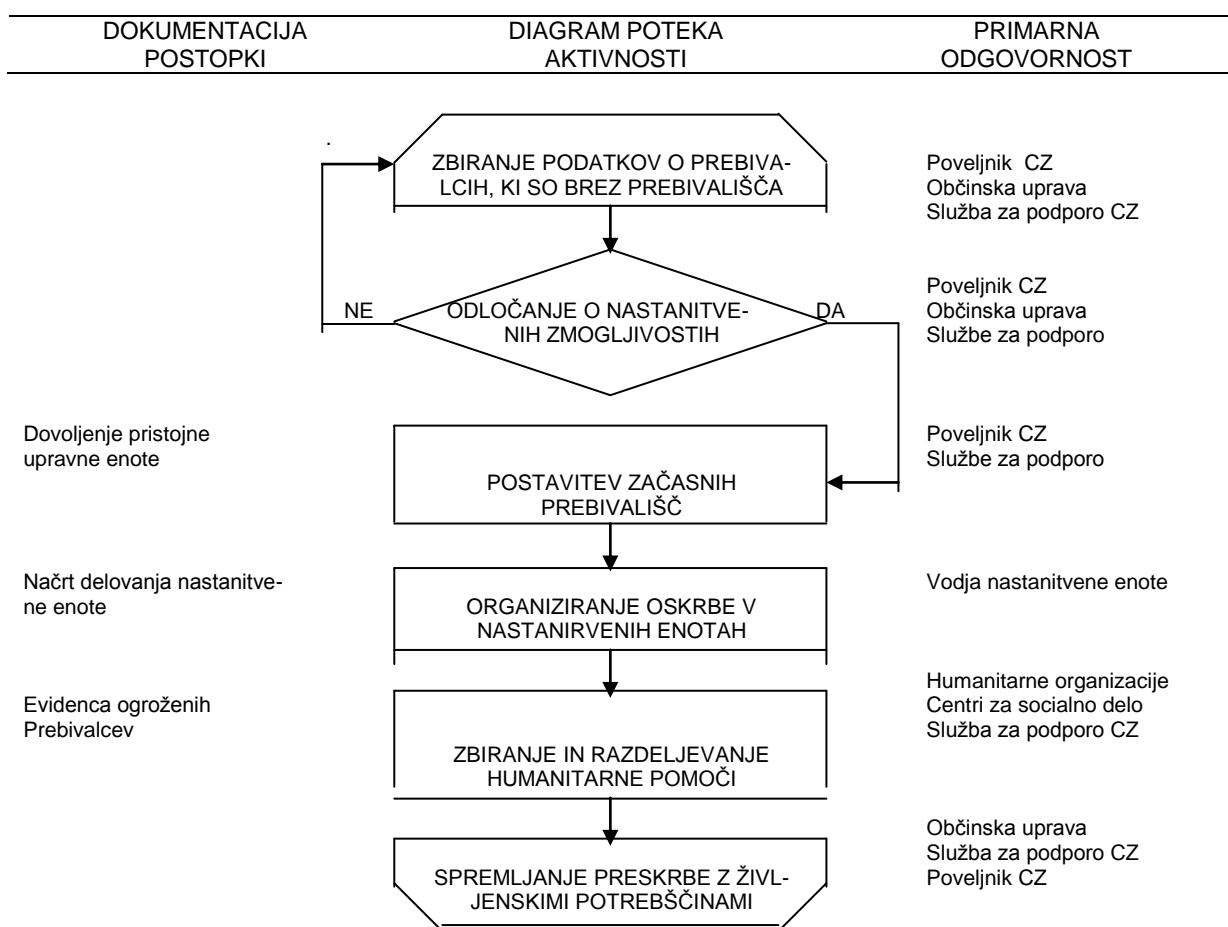 DOKUMENTACIJA
POSTOPKI
DIAGRAM POTEKA
AKTIVNOSTI
PRIMARNA
ODGOVORNOST
.
ZBIRANJE PODATKOV O PREBIVA-
LCIH, KI SO BREZ PREBIVALIŠČA
Poveljnik CZ
Občinska uprava
Služba za podporo CZ
NE
ODLOČANJE O NASTANITVE-
NIH ZMOGLJIVOSTIH
DA
Poveljnik CZ
Občinska uprava
Službe za podporo
Dovoljenje pristojne
upravne enote
POSTAVITEV ZAČASNIH
PREBIVALIŠČ
Poveljnik CZ
Službe za podporo
Načrt delovanja nastanitve-
ne enote
ORGANIZIRANJE OSKRBE V
NASTANIRVENIH ENOTAH
Vodja nastanitvene enote
Evidenca ogroženih
Prebivalcev
ZBIRANJE IN RAZDELJEVANJE
HUMANITARNE POMOČI
Humanitarne organizacije
Centri za socialno delo
Služba za podporo CZ
SPREMLJANJE PRESKRBE Z ŽIVL-
JENSKIMI POTREBŠČINAMI
Občinska uprava
Služba za podporo CZ
Poveljnik CZ